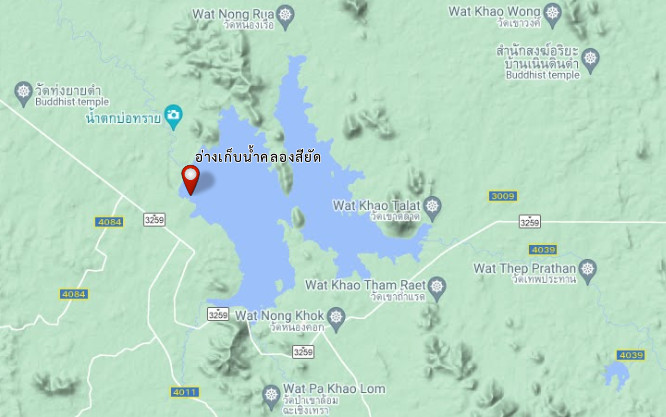 Wat Nong Rua
วัดหนองเรือ
Wat Khao Wong
วัดเขาวงศ์
สำนักสงฆ์อริยะ
บ้านเนินดินดำ
Buddhist temple
วัดทุ่งยายดำ
Buddhist temple
น้ำตกบ่อทราย
อ่างเก็บน้ำคลองสียัด
Wat Khao Talat
วัดเขาตลาด
3009
4084
3259
3259
4039
Wat Thep Prathan
วัดเทพประทาน
Wat Khao Tham Raet
วัดเขาถ้ำแรด
4084
3259
Wat Nong Khok
วัดหนองคอก
3259
4039
4011
Wat Pa Khao Lom
วัดป่าเขาล้อม
ฉะเชิงเทรา